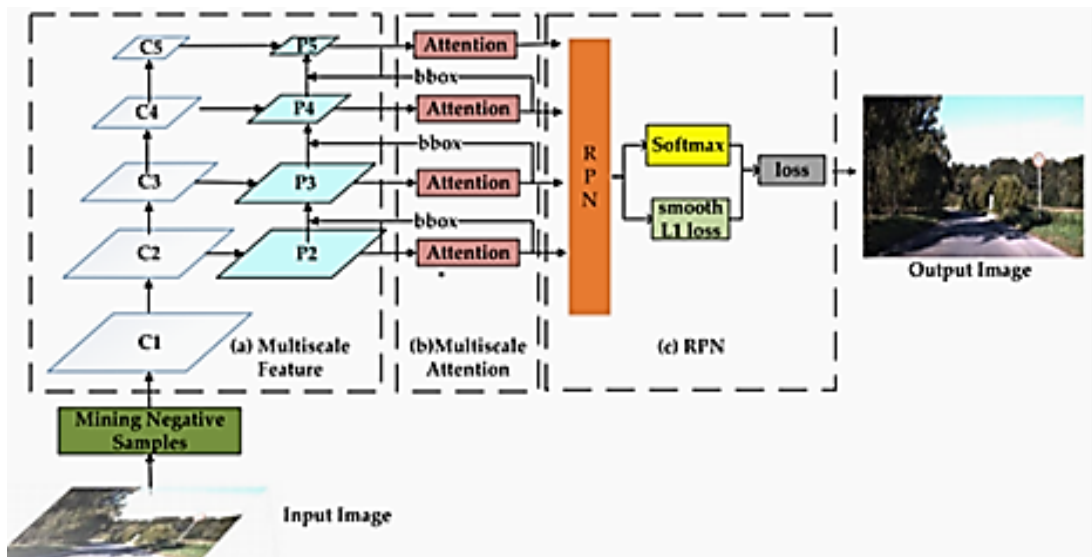 C5
P5
Attention
bbox
C4
P4
Attention
bbox
C3
P3
Attention
bbox
C2
P2
Attention
C1
(a) Multiscale
Feature
(b)Multiscale
Attention
R
P
N
Softmax
smooth
L1 loss
loss
(c) RPN
Output Image
Mining Negative
Samples
Input Image